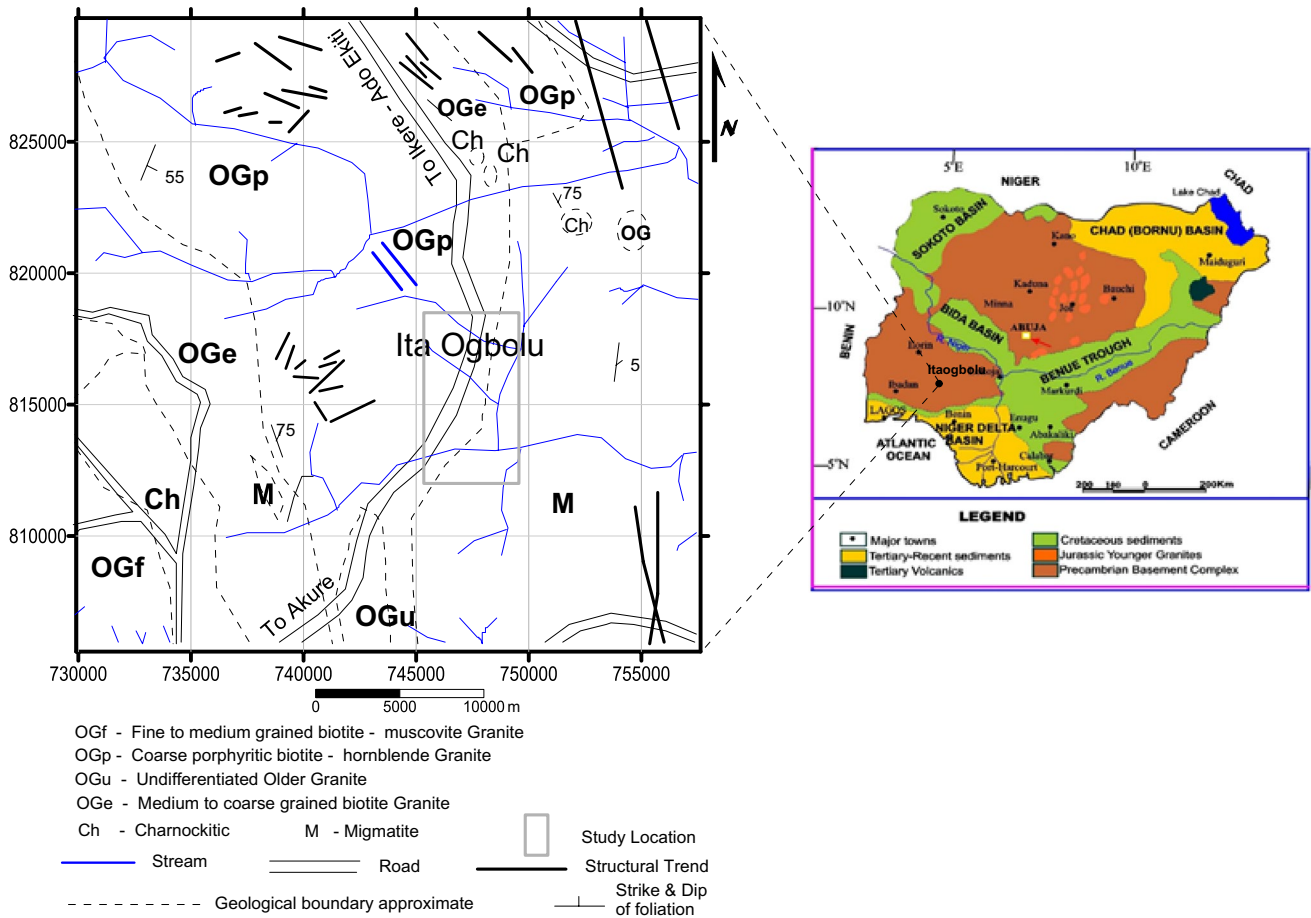 To Ikere - Ado Ekiti
OGe
OGp
Ch
Ch
825000
N
55
OGp
75
Ch
OG
OGp
820000
Ita Ogbolu
OGe
5
815000
75
Ch
M
M
810000
OGf
To Akure
OGu
730000 735000 740000 745000 750000 755000
0 5000 10000 m
OGf - Fine to medium grained biotite - muscovite Granite
OGp - Coarse porphyritic biotite - hornblende Granite
OGu - Undifferentiated Older Granite
OGe - Medium to coarse grained biotite Granite
Ch - Charnockitic M - Migmatite Study Location
Stream Road Structural Trend
Geological boundary approximate Strike & Dip
of foliation
5°E 10°E
NIGER
CHAD
Lake Chad
Sokoto
SOKOTO BASIN
Kano
CHAD (BORNU) BASIN
Maiduguri
Kaduna
Bauchi
Minna
Jos
10°N
BIDA BASIN
ABUJA
BENIN
Ilorin
R. Niger
BENUE TROUGH
R. Benue
Itaogbolu
Ibadan
Markurdi
LAGOS
Benin
Enugu
NIGER DELTA
BASIN
Abakaliki
CAMEROON
ATLANTIC
OCEAN
Calabar
5°N
Port-Harcourt
200 100 0 200Km
LEGEND
Major towns Cretaceous sediments
Tertiary-Recent sediments Jurassic Younger Granites
Tertiary Volcanics Precambrian Basement Complex